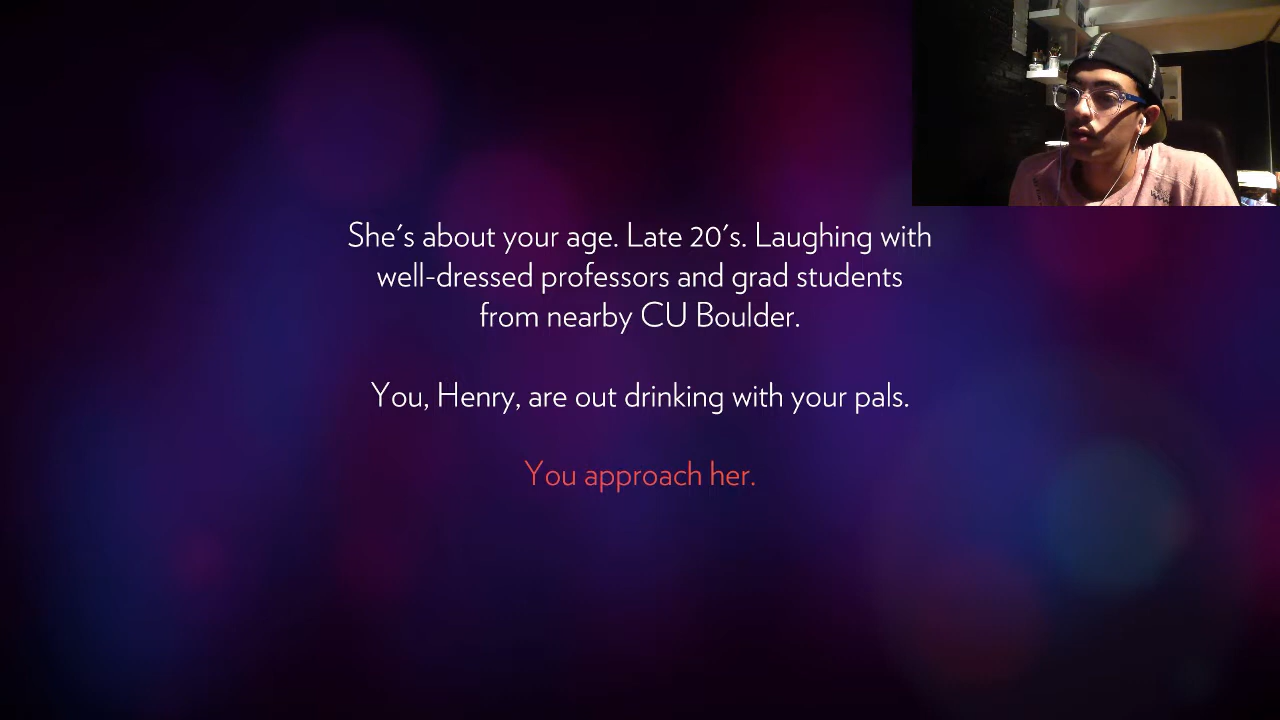 She's about your age. Late 20's. Laughing with
well-dressed professors and grad students
from nearby CU Boulder.
You, Henry, are out drinking with your pals.
You approach her.